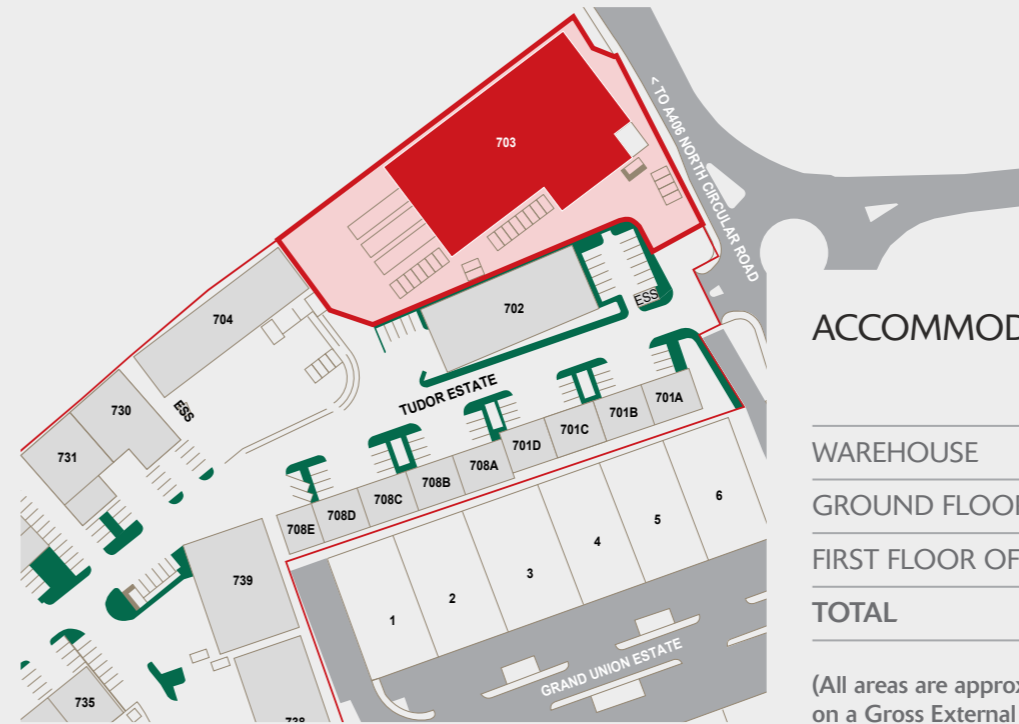 703
< TO A406 NORTH CIRCULAR ROAD
704
702
ESS
730
ESS
TUDOR ESTATE
731
701A
701B
701C
701D
708A
708B
708C
708D
708E
739
1
2
3
4
5
6
GRAND UNION ESTATE
735
738
ACCOMMOD
WAREHOUSE
GROUND FLOOR
FIRST FLOOR OF
TOTAL
(All areas are approx
on a Gross External